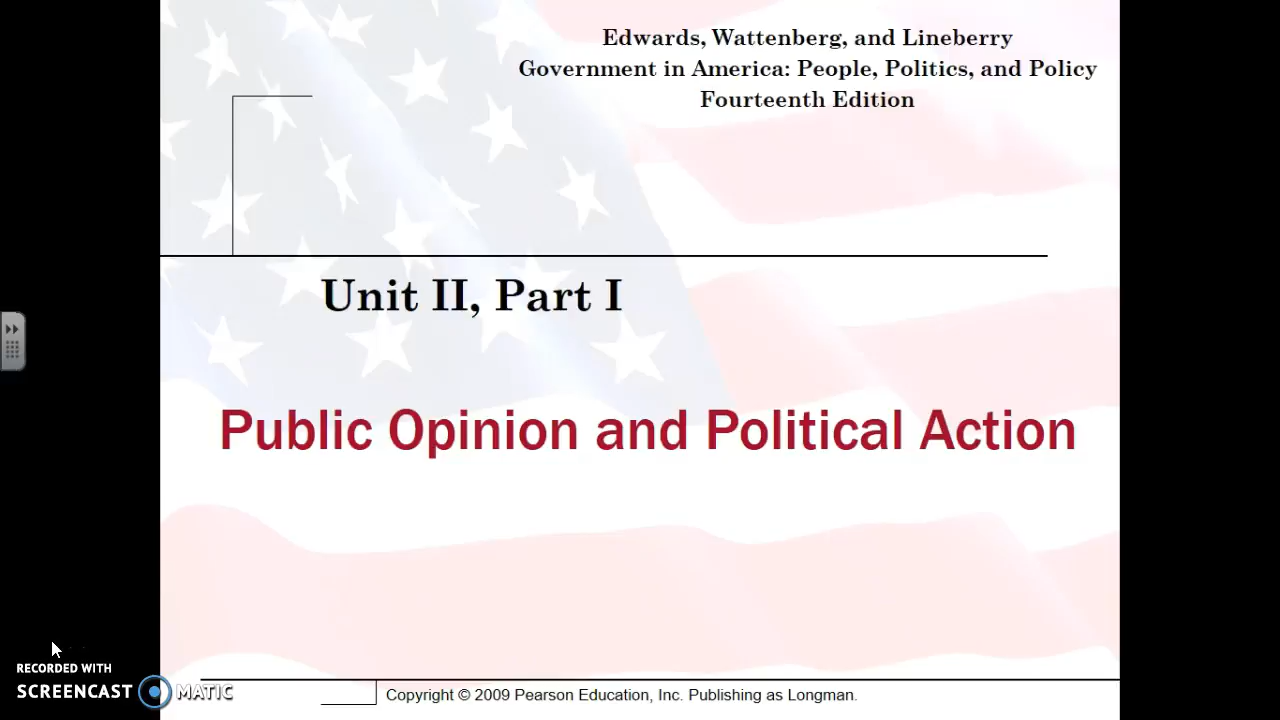 Edwards, Wattenberg, and Lineberry
Government in America: People, Politics, and Policy
Fourteenth Edition
Unit II, Part I
Public Opinion and Political Action
RECORDED WITH
SCREENCAST MATIC
Copyright © 2009 Pearson Education, Inc. Publishing as Longman.